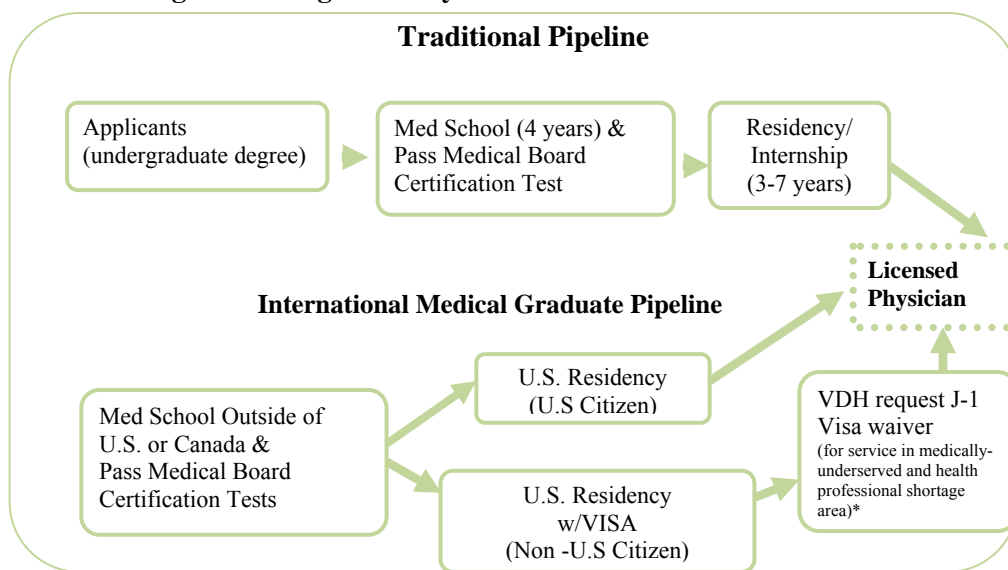 Traditional Pipeline
Applicants
(undergraduate degree)
Med School (4 years) &
Pass Medical Board
Certification Test
Residency/
Internship
(3-7 years)
Licensed
Physician
International Medical Graduate Pipeline
U.S. Residency
(U.S Citizen)
Med School Outside of
U.S. or Canada &
Pass Medical Board
Certification Tests
U.S. Residency
w/VISA
(Non -U.S Citizen)
VDH request J-1
Visa waiver
(for service in medically-
underserved and health
professional shortage
area)*